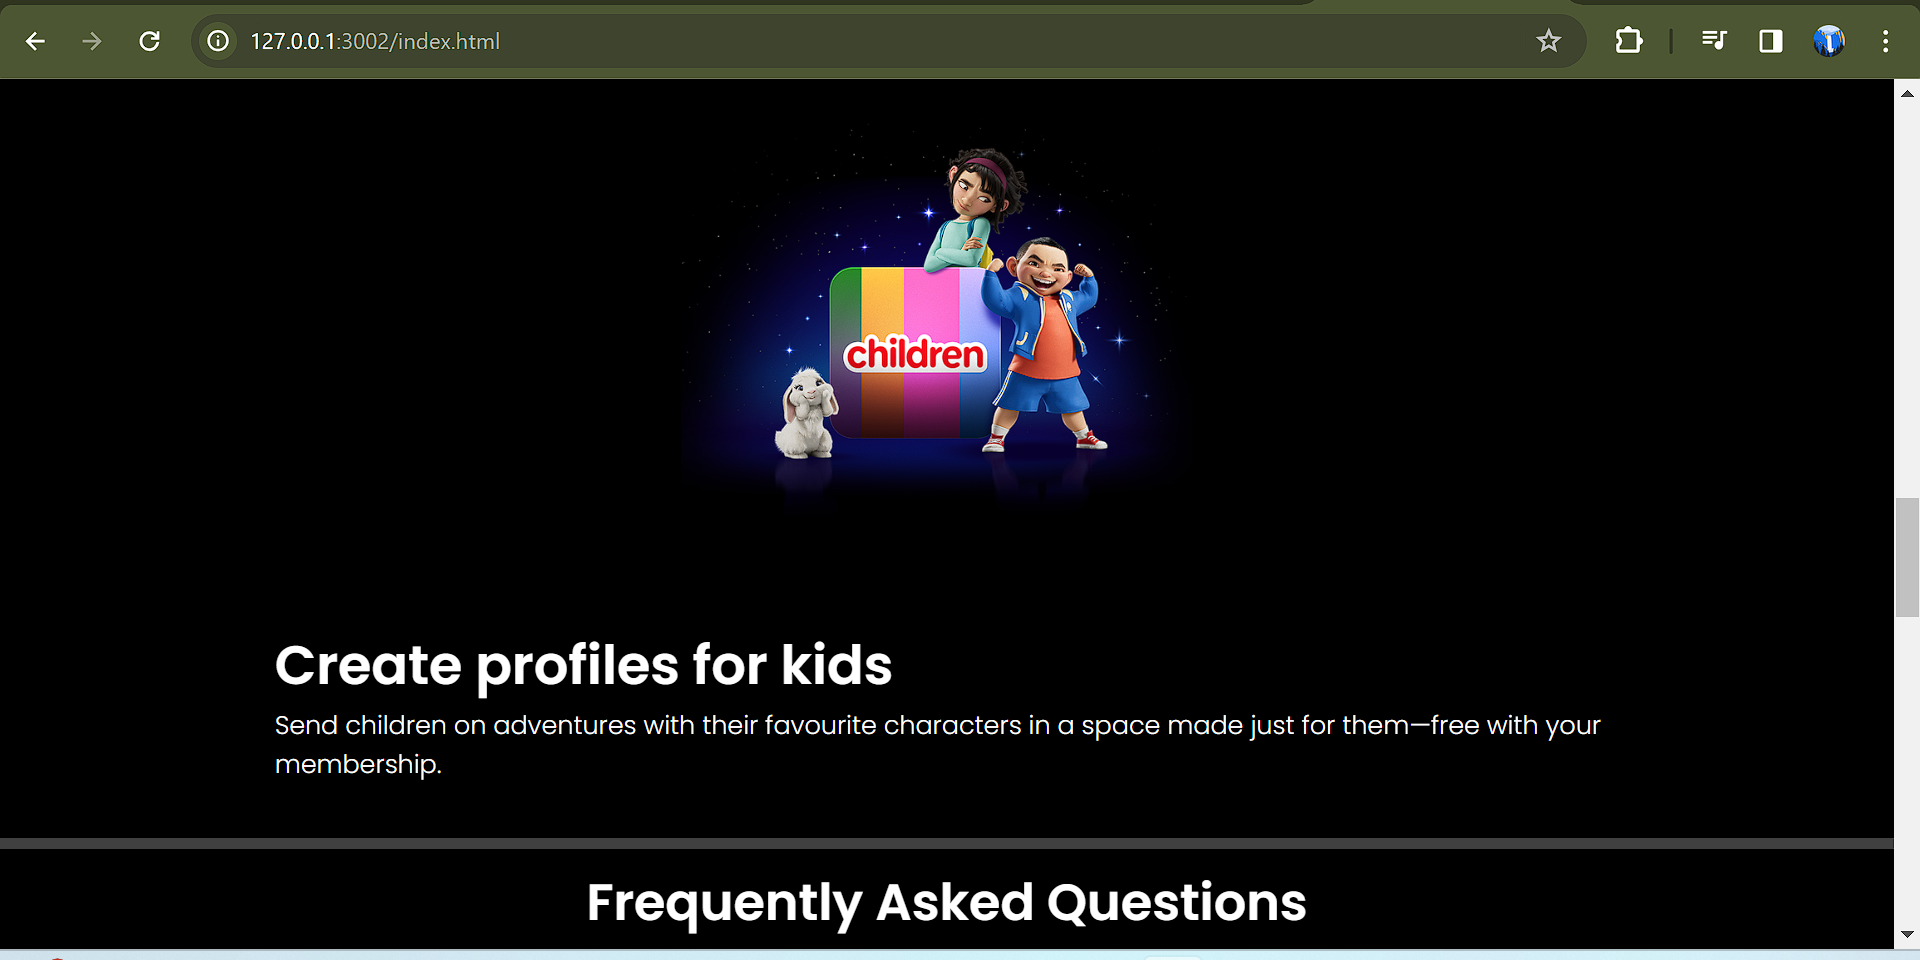 127.0.0.1:3002/index.html
children
J
Create profiles for kids
Send children on adventures with their favourite characters in a space made just for them—free with your
membership.
Frequently Asked Questions